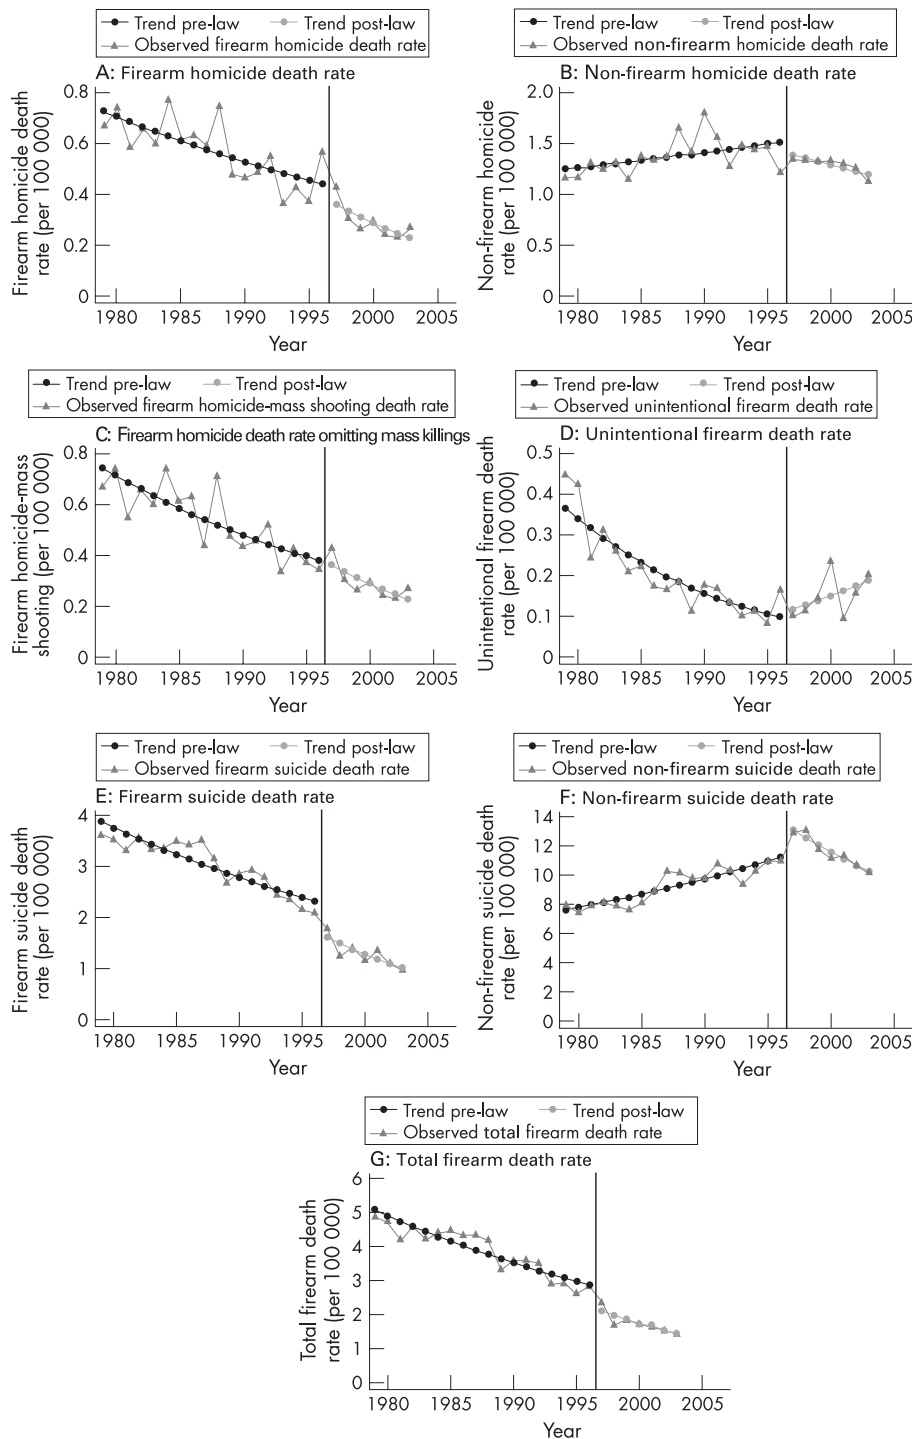 Trend pre-law Trend post-law
Observed firearm homicide death rate
A: Firearm homicide death rate
Firearm homicide death
rate (per 100 000)
0.8
0.6
0.4
0.2
0
1980 1985 1990 1995 2000 2005
Year
Trend pre-law Trend post-law
Observed non-firearm homicide death rate
B: Non-firearm homicide death rate
Non-firearm homicide
rate (per 100 000)
2.0
1.5
1.0
0.5
0
1980 1985 1990 1995 2000 2005
Year
Trend pre-law Trend post-law
Observed firearm homicide-mass shooting death rate
C: Firearm homicide death rate omitting mass killings
Firearm homicide-mass
shooting (per 100 000)
0.8
0.6
0.4
0.2
0
1980 1985 1990 1995 2000 2005
Year
Trend pre-law Trend post-law
Observed unintentional firearm death rate
D: Unintentional firearm death rate
Unintentional firearm death
rate (per 100 000)
0.5
0.4
0.3
0.2
0.1
0
1980 1985 1990 1995 2000 2005
Year
Trend pre-law Trend post-law
Observed firearm suicide death rate
E: Firearm suicide death rate
Firearm suicide death
rate (per 100 000)
4
3
2
1
0
1980 1985 1990 1995 2000 2005
Year
Trend pre-law Trend post-law
Observed non-firearm suicide death rate
F: Non-firearm suicide death rate
Non-firearm suicide death
rate (per 100 000)
14
12
10
8
6
4
2
0
1980 1985 1990 1995 2000 2005
Year
Trend pre-law Trend post-law
Observed total firearm death rate
G: Total firearm death rate
Total firearm death
rate (per 100 000)
6
5
4
3
2
1
0
1980 1985 1990 1995 2000 2005
Year